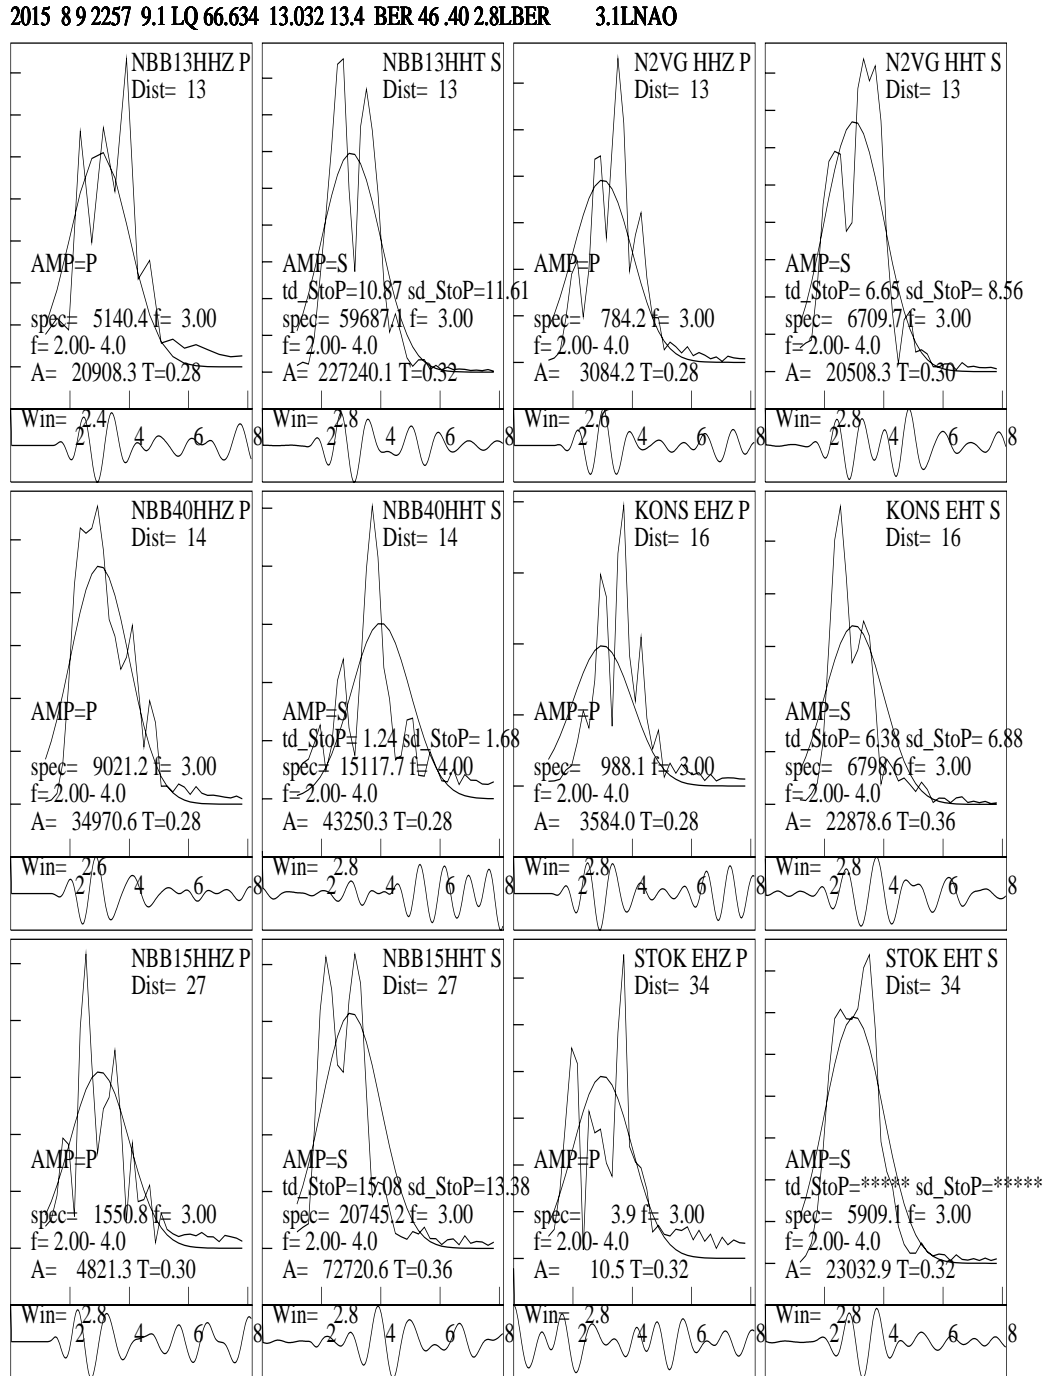 2015 8 9 2257 9.1 LQ 66.634 13.032 13.4 BER 46 .40 2.8LBER 3.1LNAO
NBB13HHZ P
Dist= 13
AMP=P
spec= 5140.4 f= 3.00
f= 2.00- 4.0
A= 20908.3 T=0.28
Win= 2.4
2 4 6 8
NBB13HHT S
Dist= 13
AMP=S
td_StoP=10.87 sd_StoP=11.61
spec= 59687.1 f= 3.00
f= 2.00- 4.0
A= 227240.1 T=0.32
Win= 2.8
2 4 6 8
N2VG HHZ P
Dist= 13
AMP=P
spec= 784.2 f= 3.00
f= 2.00- 4.0
A= 3084.2 T=0.28
Win= 2.6
2 4 6 8
N2VG HHT S
Dist= 13
AMP=S
td_StoP= 6.65 sd_StoP= 8.56
spec= 6709.7 f= 3.00
f= 2.00- 4.0
A= 20508.3 T=0.30
Win= 2.8
2 4 6 8
NBB40HHZ P
Dist= 14
AMP=P
spec= 9021.2 f= 3.00
f= 2.00- 4.0
A= 34970.6 T=0.28
Win= 2.6
2 4 6 8
NBB40HHT S
Dist= 14
AMP=S
td_StoP= 1.24 sd_StoP= 1.68
spec= 15117.7 f= 4.00
f= 2.00- 4.0
A= 43250.3 T=0.28
Win= 2.8
2 4 6 8
KONS EHZ P
Dist= 16
AMP=P
spec= 988.1 f= 3.00
f= 2.00- 4.0
A= 3584.0 T=0.28
Win= 2.8
2 4 6 8
KONS EHT S
Dist= 16
AMP=S
td_StoP= 6.38 sd_StoP= 6.88
spec= 6798.6 f= 3.00
f= 2.00- 4.0
A= 22878.6 T=0.36
Win= 2.8
2 4 6 8
NBB15HHZ P
Dist= 27
AMP=P
spec= 1550.8 f= 3.00
f= 2.00- 4.0
A= 4821.3 T=0.30
Win= 2.8
2 4 6 8
NBB15HHT S
Dist= 27
AMP=S
td_StoP=15.08 sd_StoP=13.38
spec= 20745.2 f= 3.00
f= 2.00- 4.0
A= 72720.6 T=0.36
Win= 2.8
2 4 6 8
STOK EHZ P
Dist= 34
AMP=P
spec= 3.9 f= 3.00
f= 2.00- 4.0
A= 10.5 T=0.32
Win= 2.8
2 4 6 8
STOK EHT S
Dist= 34
AMP=S
td_StoP=***** sd_StoP=*****
spec= 5909.1 f= 3.00
f= 2.00- 4.0
A= 23032.9 T=0.32
Win= 2.8
2 4 6 8